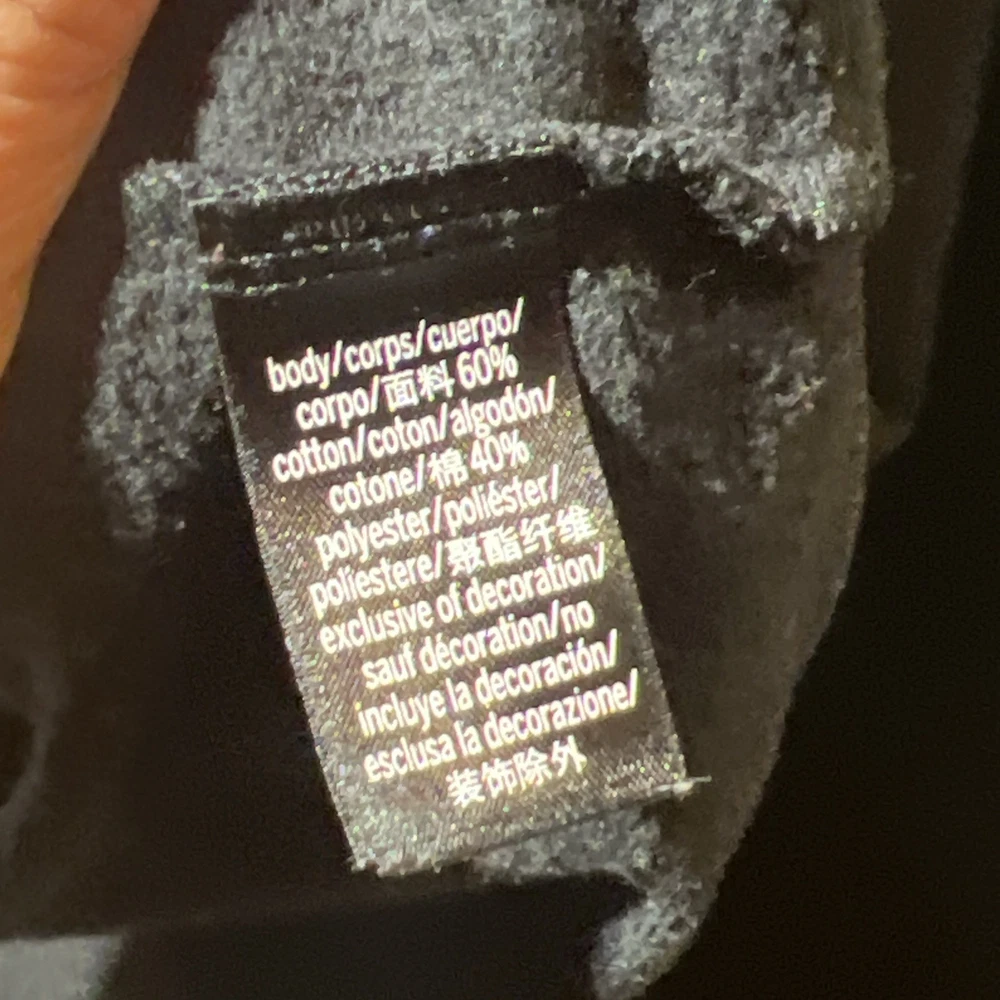 body/corps/cuerpo/
corpo/面料 60%
cotton/coton/algodón/
cotone/棉 40%
polyester/poliéster/
poliestere/聚酯纤维
exclusive of decoration/
sauf décoration/no
incluye la decoración/
esclusa la decorazione/
装饰除外